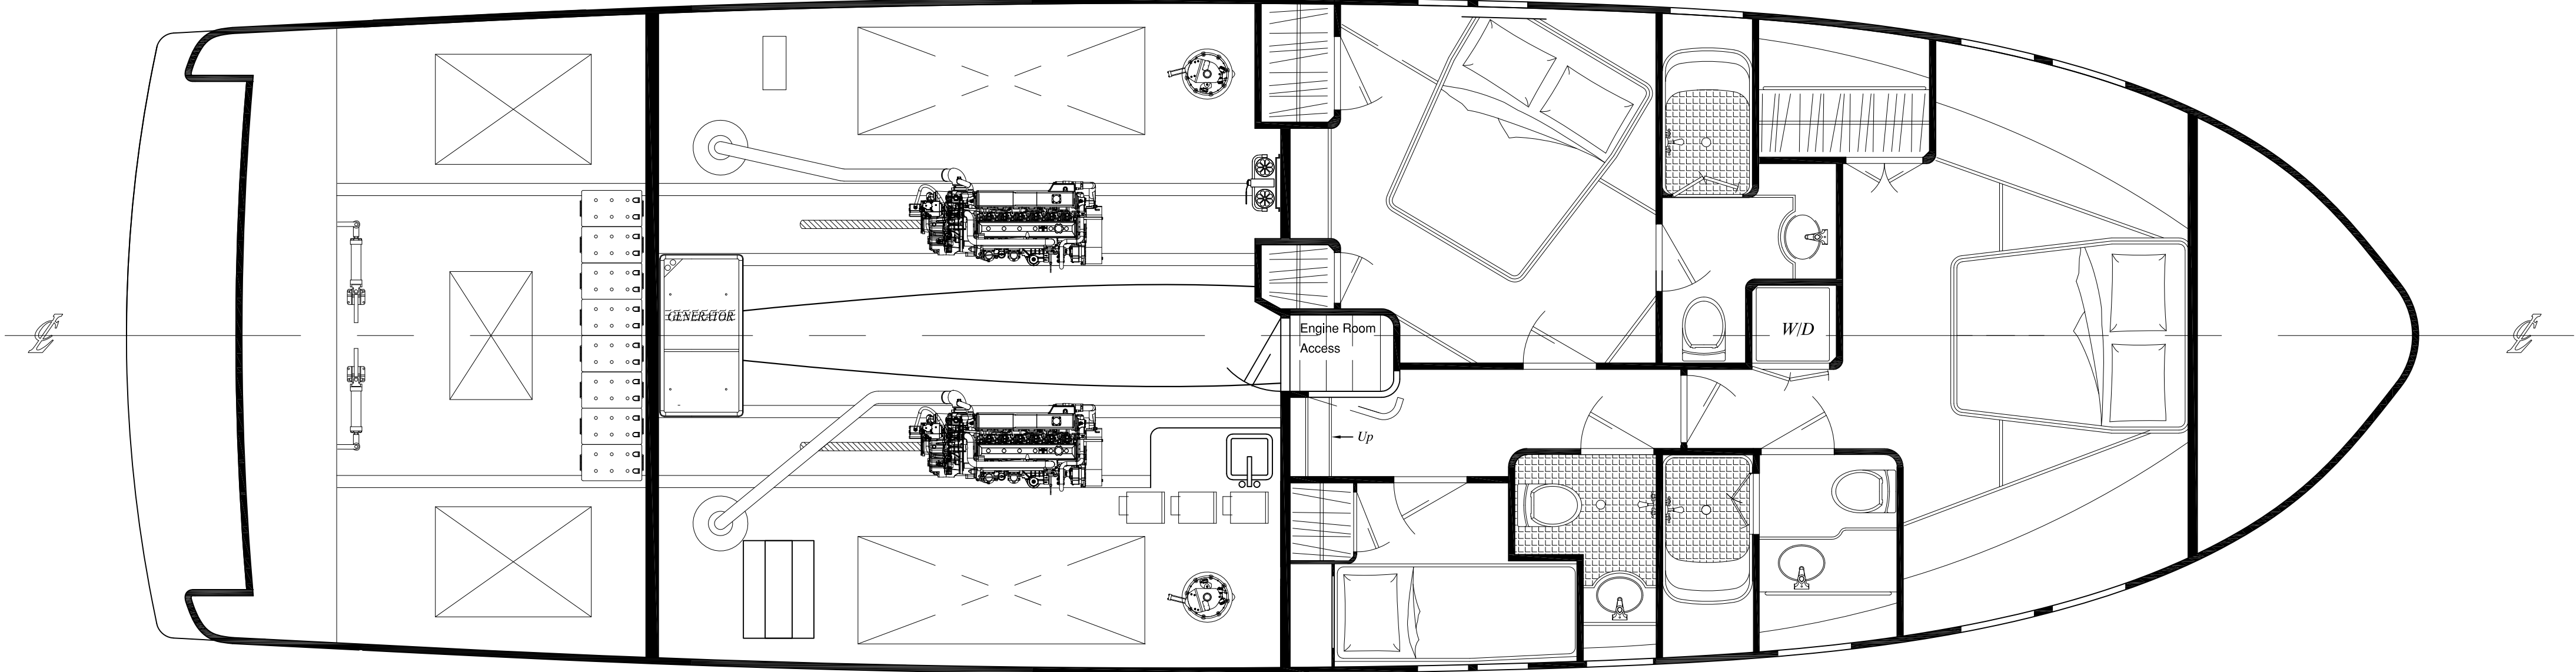 GENERATOR
Engine Room
Access
W/D
Up
℄
℄